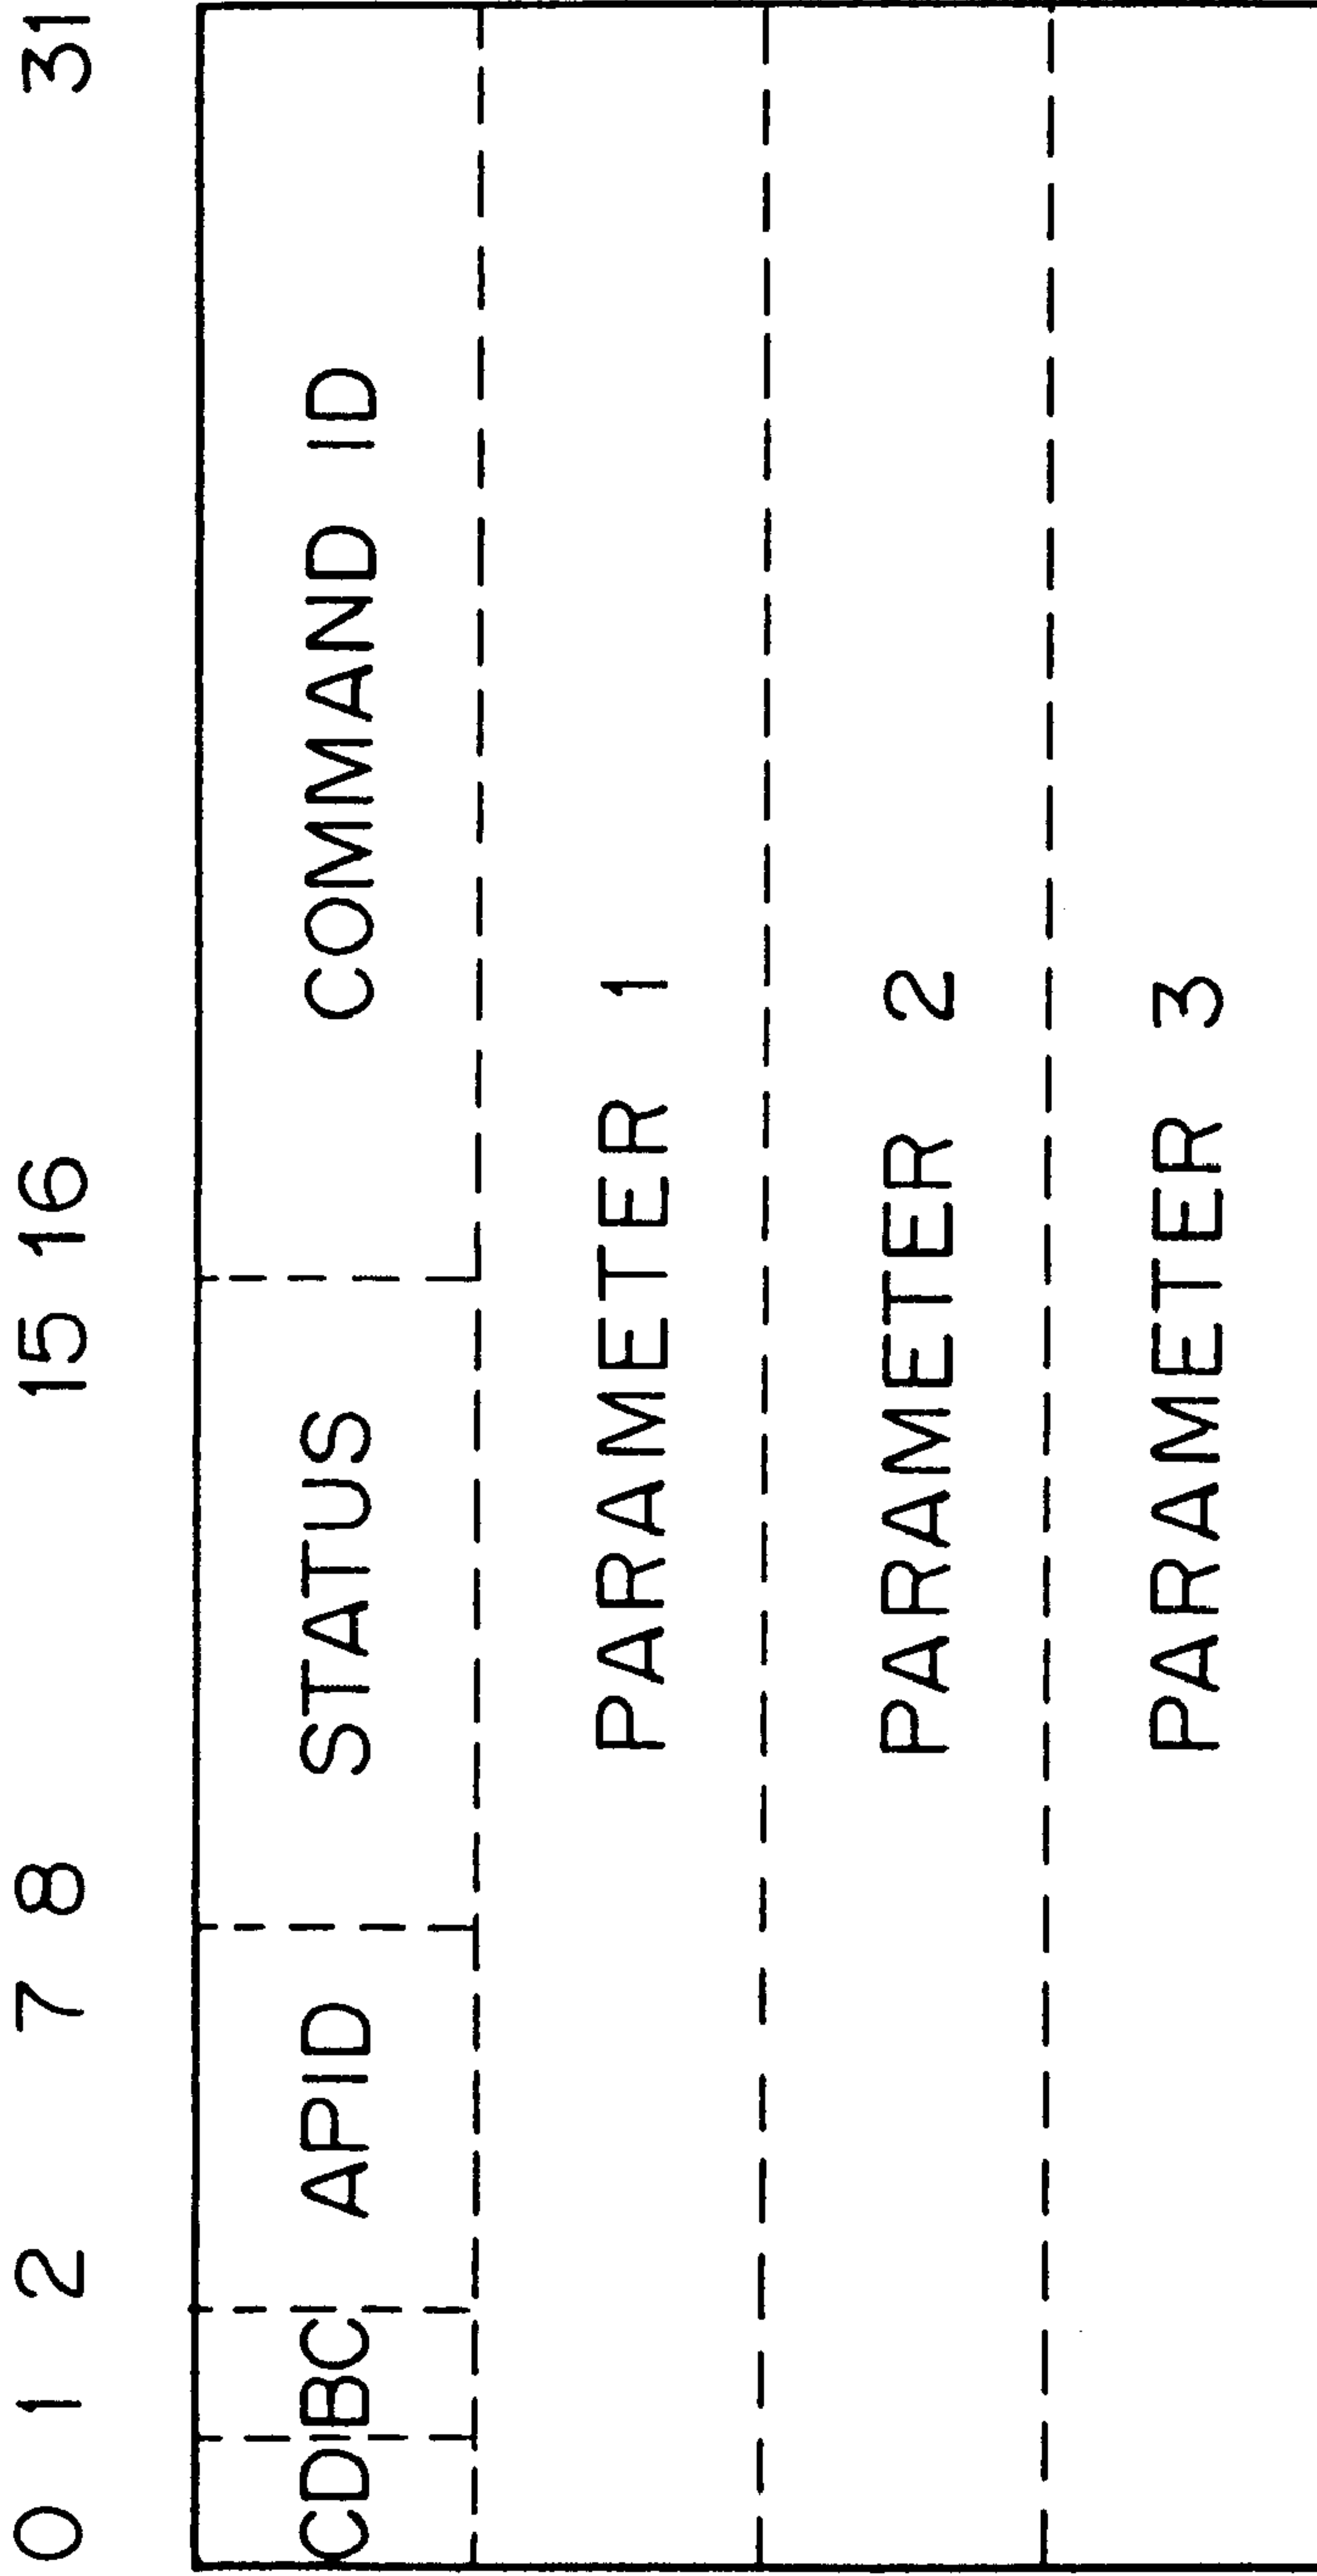 0 1 2 7 8 15 16 31
CD BC APID STATUS COMMAND ID
PARAMETER 1
PARAMETER 2
PARAMETER 3